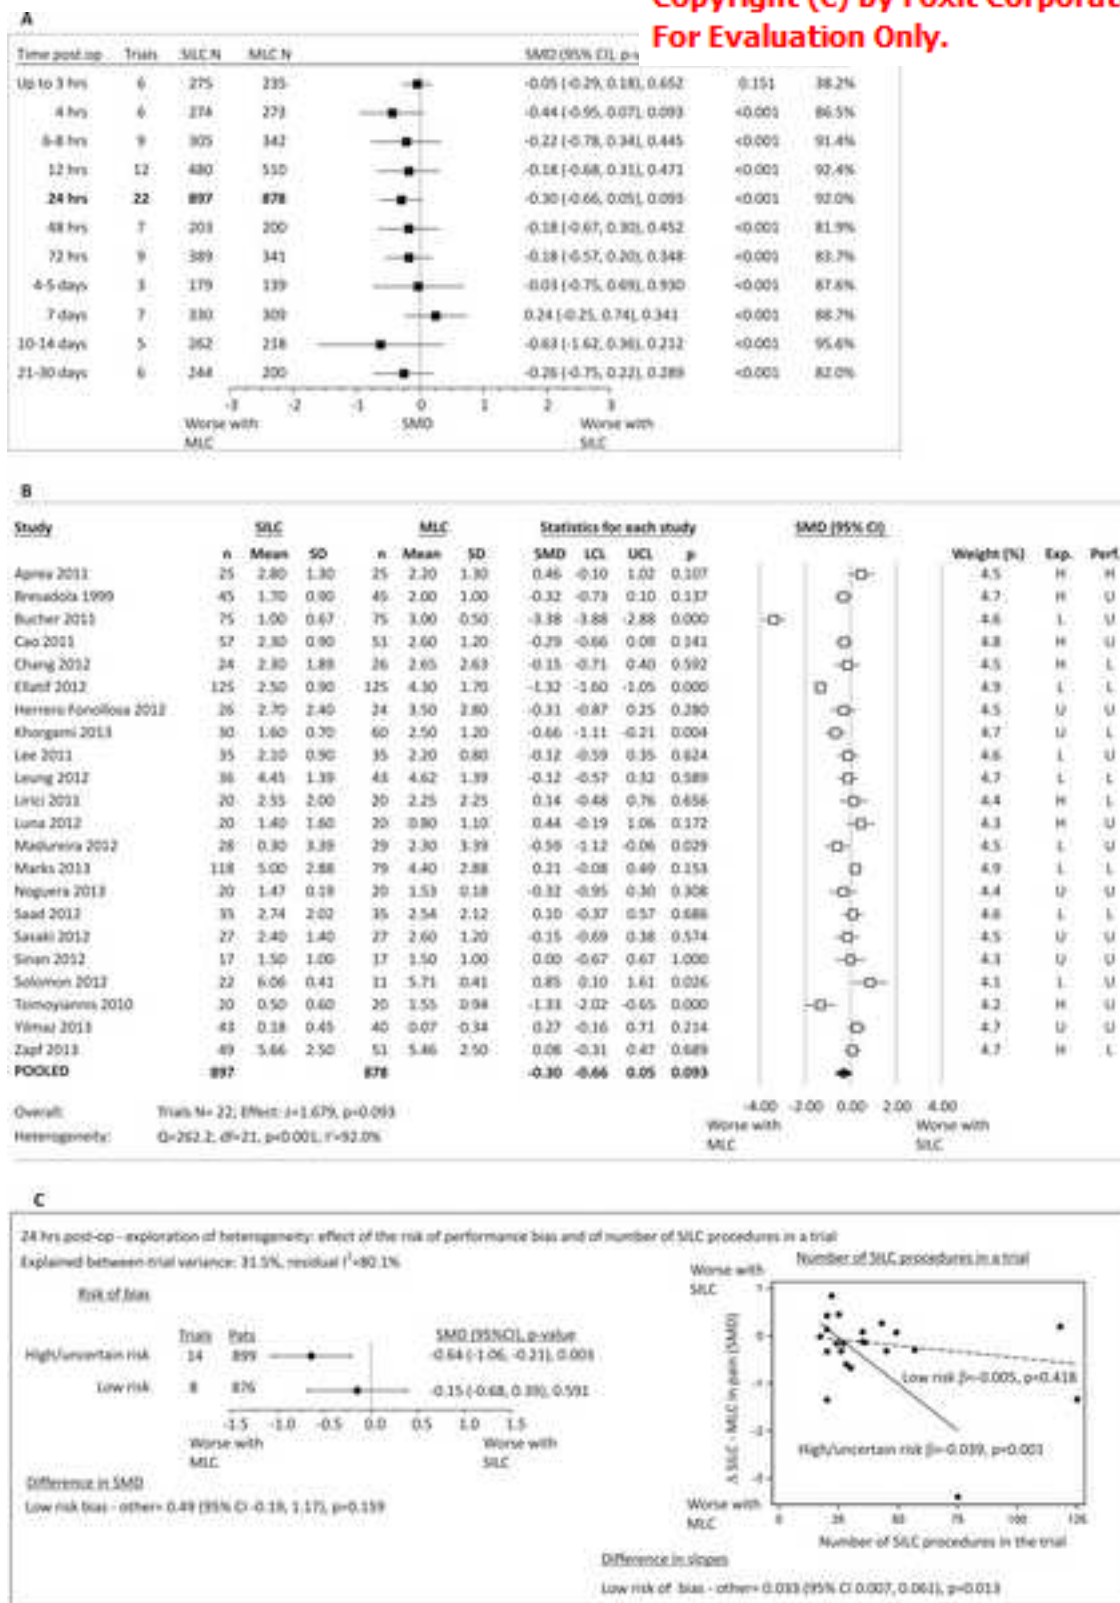 Copyright (C) by Foxit Corporat
For Evaluation Only.
A
Time post op Trials SILC N MLC N SMD (95% CI), p-v
Up to 3 hrs 6 275 235 -0.05 (-0.29, 0.18), 0.652 0.151 38.2%
4 hrs 6 274 273 -0.44 (-0.95, 0.07), 0.093 <0.001 86.5%
6-8 hrs 9 305 342 -0.22 (-0.78, 0.34), 0.445 <0.001 91.4%
12 hrs 12 480 510 -0.18 (-0.68, 0.31), 0.471 <0.001 92.4%
24 hrs 22 897 878 -0.30 (-0.66, 0.05), 0.093 <0.001 92.0%
48 hrs 7 203 200 -0.18 (-0.67, 0.30), 0.452 <0.001 81.9%
72 hrs 9 389 341 -0.18 (-0.57, 0.20), 0.348 <0.001 83.7%
4-5 days 3 179 139 -0.03 (-0.75, 0.69), 0.930 <0.001 87.6%
7 days 7 330 309 0.24 (-0.25, 0.74), 0.341 <0.001 88.7%
10-14 days 5 262 218 -0.63 (-1.62, 0.36), 0.212 <0.001 95.6%
21-30 days 6 244 200 -0.26 (-0.75, 0.22), 0.289 <0.001 82.0%
-3 -2 -1 0 1 2 3
Worse with MLC SMD Worse with SILC
B
Study SILC MLC Statistics for each study SMD (95% CI)
n Mean SD n Mean SD SMD LCL UCL p Weight (%) Exp. Perf.
Aprea 2011 25 2.80 1.30 25 2.20 1.30 0.46 -0.10 1.02 0.107 4.5 H H
Bresadola 1999 45 1.70 0.90 45 2.00 1.00 -0.32 -0.73 0.10 0.137 4.7 H U
Bucher 2011 75 1.00 0.67 75 3.00 0.50 -3.38 -3.88 -2.88 0.000 4.6 L U
Cao 2011 57 2.30 0.90 51 2.60 1.20 -0.29 -0.66 0.09 0.141 4.8 H U
Chang 2012 24 2.30 1.89 26 2.65 2.63 -0.15 -0.71 0.40 0.592 4.5 H L
Ellatif 2012 125 2.50 0.90 125 4.30 1.70 -1.32 -1.60 -1.05 0.000 4.9 L L
Herrero Fonollosa 2012 26 2.70 2.40 24 3.50 2.80 -0.31 -0.87 0.25 0.280 4.5 U U
Khorgami 2013 30 1.60 0.70 60 2.50 1.20 -0.66 -1.11 -0.21 0.004 4.7 U L
Lee 2011 35 2.10 0.90 35 2.20 0.80 -0.12 -0.59 0.35 0.624 4.6 L U
Leung 2012 36 4.45 1.39 43 4.62 1.39 -0.12 -0.57 0.32 0.589 4.7 L L
Lirici 2011 20 2.55 2.00 20 2.25 2.25 0.14 -0.48 0.76 0.656 4.4 H L
Luna 2012 20 1.40 1.60 20 0.80 1.10 0.44 -0.19 1.06 0.172 4.3 H U
Madureira 2012 28 0.30 3.39 29 2.30 3.39 -0.59 -1.12 -0.06 0.029 4.5 L U
Marks 2013 118 5.00 2.88 79 4.40 2.88 0.21 -0.08 0.49 0.153 4.9 L L
Noguera 2013 20 1.47 0.19 20 1.53 0.18 -0.32 -0.95 0.30 0.308 4.4 U U
Saad 2012 35 2.74 2.02 35 2.54 2.12 0.10 -0.37 0.57 0.686 4.6 L L
Sasaki 2012 27 2.40 1.40 27 2.60 1.20 -0.15 -0.69 0.38 0.574 4.5 U U
Sinan 2012 17 1.50 1.00 17 1.50 1.00 0.00 -0.67 0.67 1.000 4.3 U U
Solomon 2012 22 6.06 0.41 11 5.71 0.41 0.85 0.10 1.61 0.026 4.1 L U
Tsimoyiannis 2010 20 0.50 0.60 20 1.55 0.94 -1.33 -2.02 -0.65 0.000 4.2 H U
Yilmaz 2013 43 0.18 0.45 40 0.07 0.34 0.27 -0.16 0.71 0.214 4.7 U U
Zapf 2013 49 5.66 2.50 51 5.46 2.50 0.08 -0.31 0.47 0.689 4.7 H L
POOLED 897 878 -0.30 -0.66 0.05 0.093
-4.00 -2.00 0.00 2.00 4.00
Worse with MLC Worse with SILC
Overall: Trials N= 22; Effect: z=1.679, p=0.093
Heterogeneity: Q=262.2, df=21, p<0.001, I²=92.0%
C
24 hrs post-op - exploration of heterogeneity: effect of the risk of performance bias and of number of SILC procedures in a trial
Explained between-trial variance: 31.5%, residual I²=80.1%
Risk of bias
Trials Pats SMD (95%CI), p-value
High/uncertain risk 14 899 -0.64 (-1.06, -0.21), 0.003
Low risk 8 876 -0.15 (-0.68, 0.39), 0.591
-1.5 -1.0 -0.5 0.0 0.5 1.0 1.5
Worse with MLC Worse with SILC
Difference in SMD
Low risk bias - other= 0.49 (95% CI -0.19, 1.17), p=0.159
Number of SILC procedures in a trial
Worse with SILC
Δ SILC - MLC in pain (SMD)
1
0
-1
-2
-3
Low risk β=-0.005, p=0.418
High/uncertain risk β=-0.039, p=0.001
Worse with MLC
0 25 50 75 100 125
Number of SILC procedures in the trial
Difference in slopes
Low risk of bias - other= 0.033 (95% CI 0.007, 0.061), p=0.013